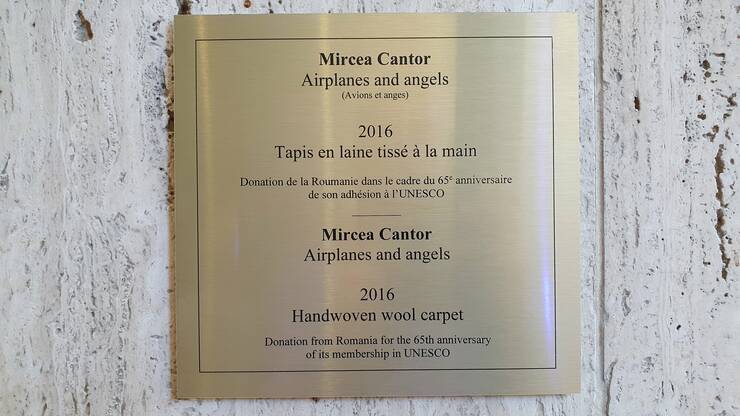 Mircea Cantor
Airplanes and angels
(Avions et anges)
2016
Tapis en laine tissé à la main
Donation de la Roumanie dans le cadre du 65e anniversaire
de son adhésion à l'UNESCO
Mircea Cantor
Airplanes and angels
2016
Handwoven wool carpet
Donation from Romania for the 65th anniversary
of its membership in UNESCO